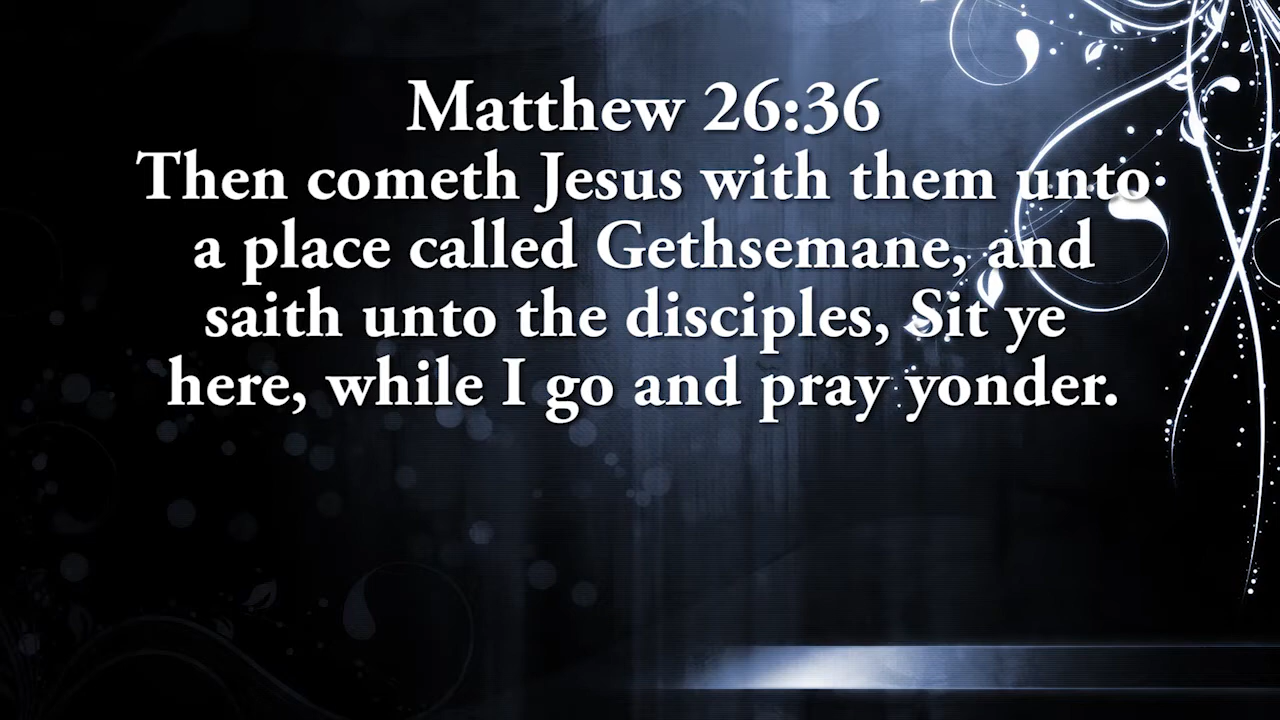 Matthew 26:36
Then cometh Jesus with them unto
a place called Gethsemane, and
saith unto the disciples, Sit ye
here, while I go and pray yonder.